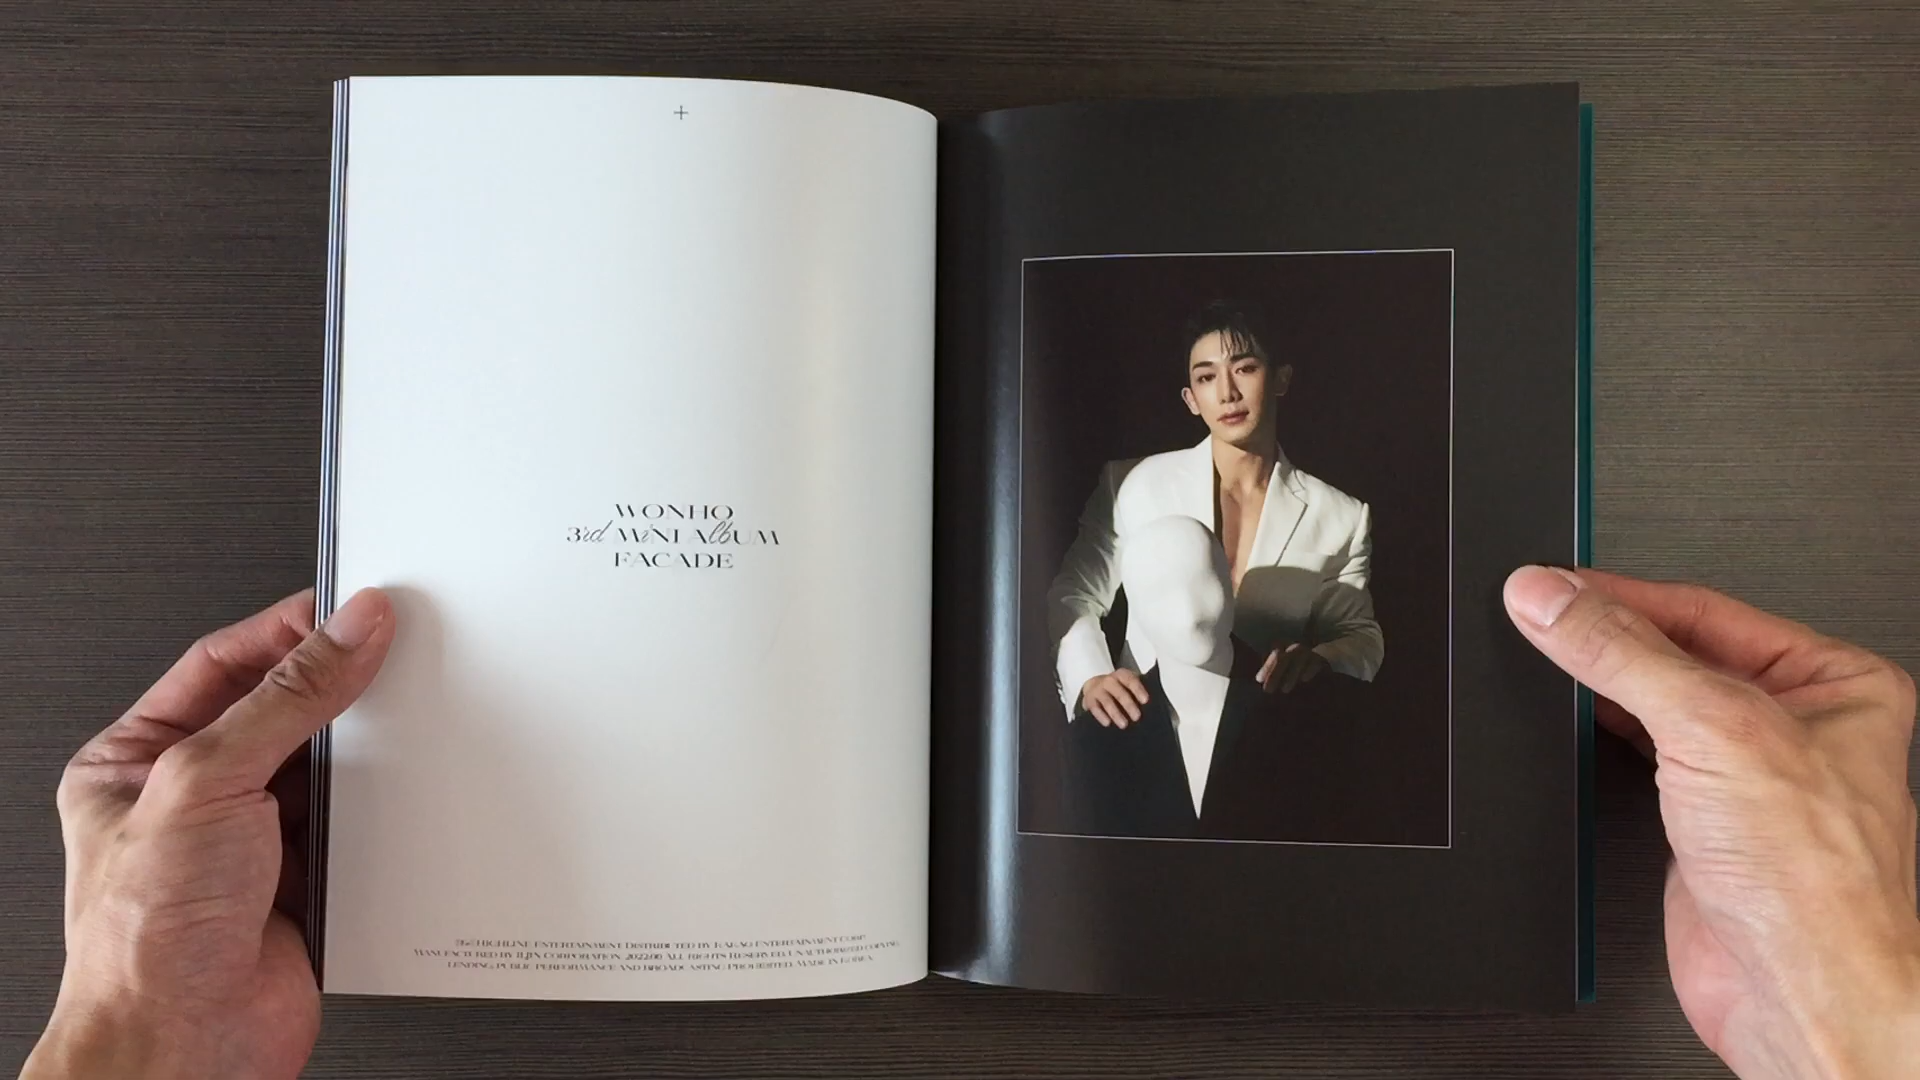 +
WONHO
3rd MiNI AlbUM
FACADE
℗&© HIGHLINE ENTERTAINMENT. DISTRIBUTED BY KAKAO ENTERTAINMENT CORP.
MANUFACTURED BY ILJIN CORPORATION. 2022.06 ALL RIGHTS RESERVED. UNAUTHORIZED COPYING,
LENDING, PUBLIC PERFORMANCE AND BROADCASTING PROHIBITED. MADE IN KOREA.